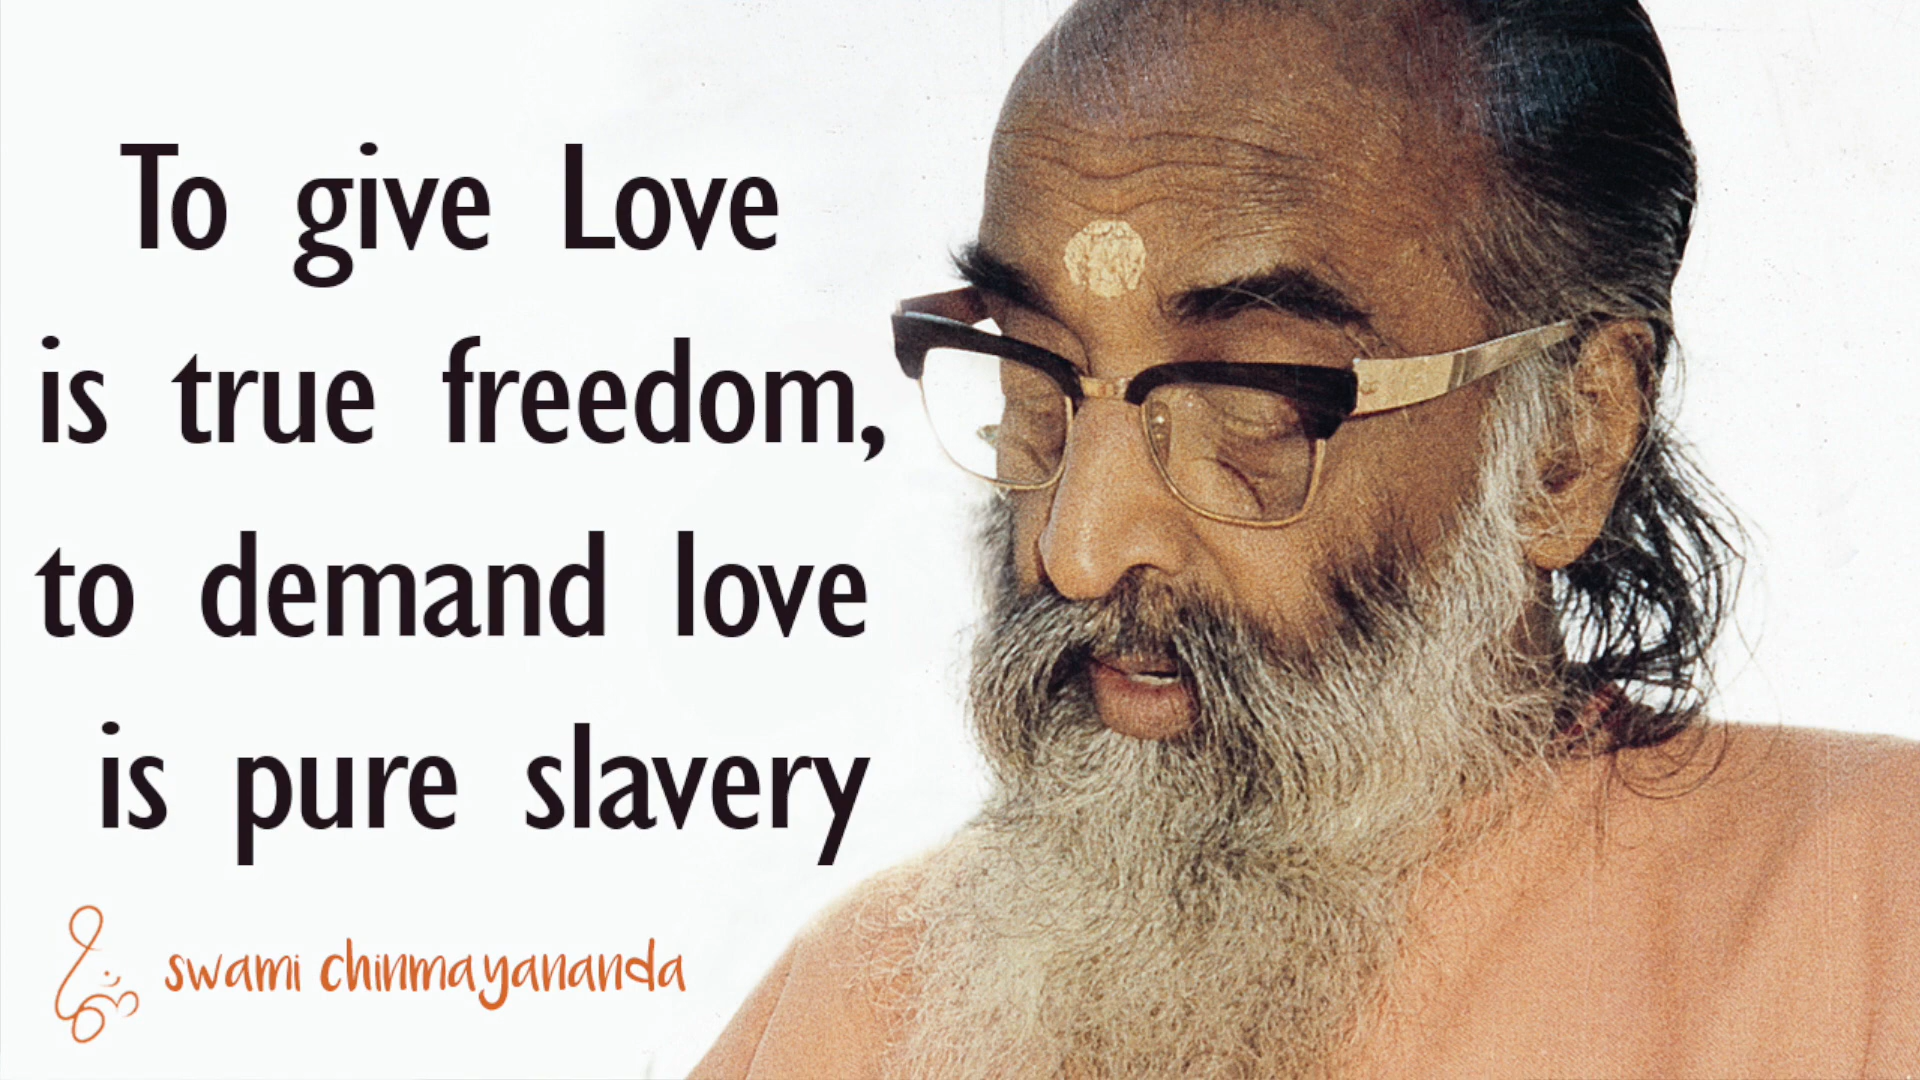 To give Love
is true freedom,
to demand love
is pure slavery
swami chinmayananda